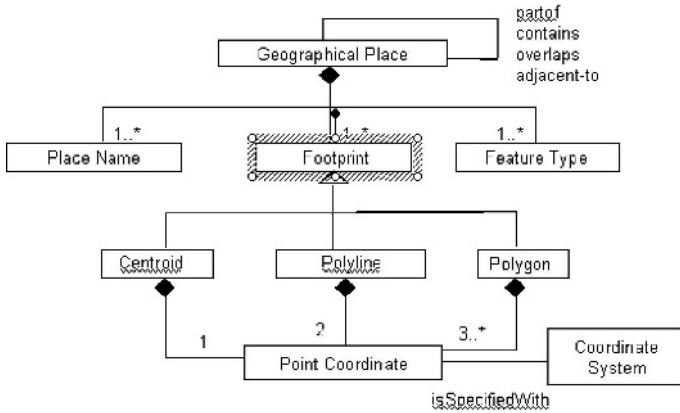 partof
contains
overlaps
adjacent-to
Geographical Place
1..*
1..*
1..*
Place Name
Footprint
Feature Type
Centroid
Polyline
Polygon
1
2
3..*
Point Coordinate
Coordinate
System
isSpecifiedWith